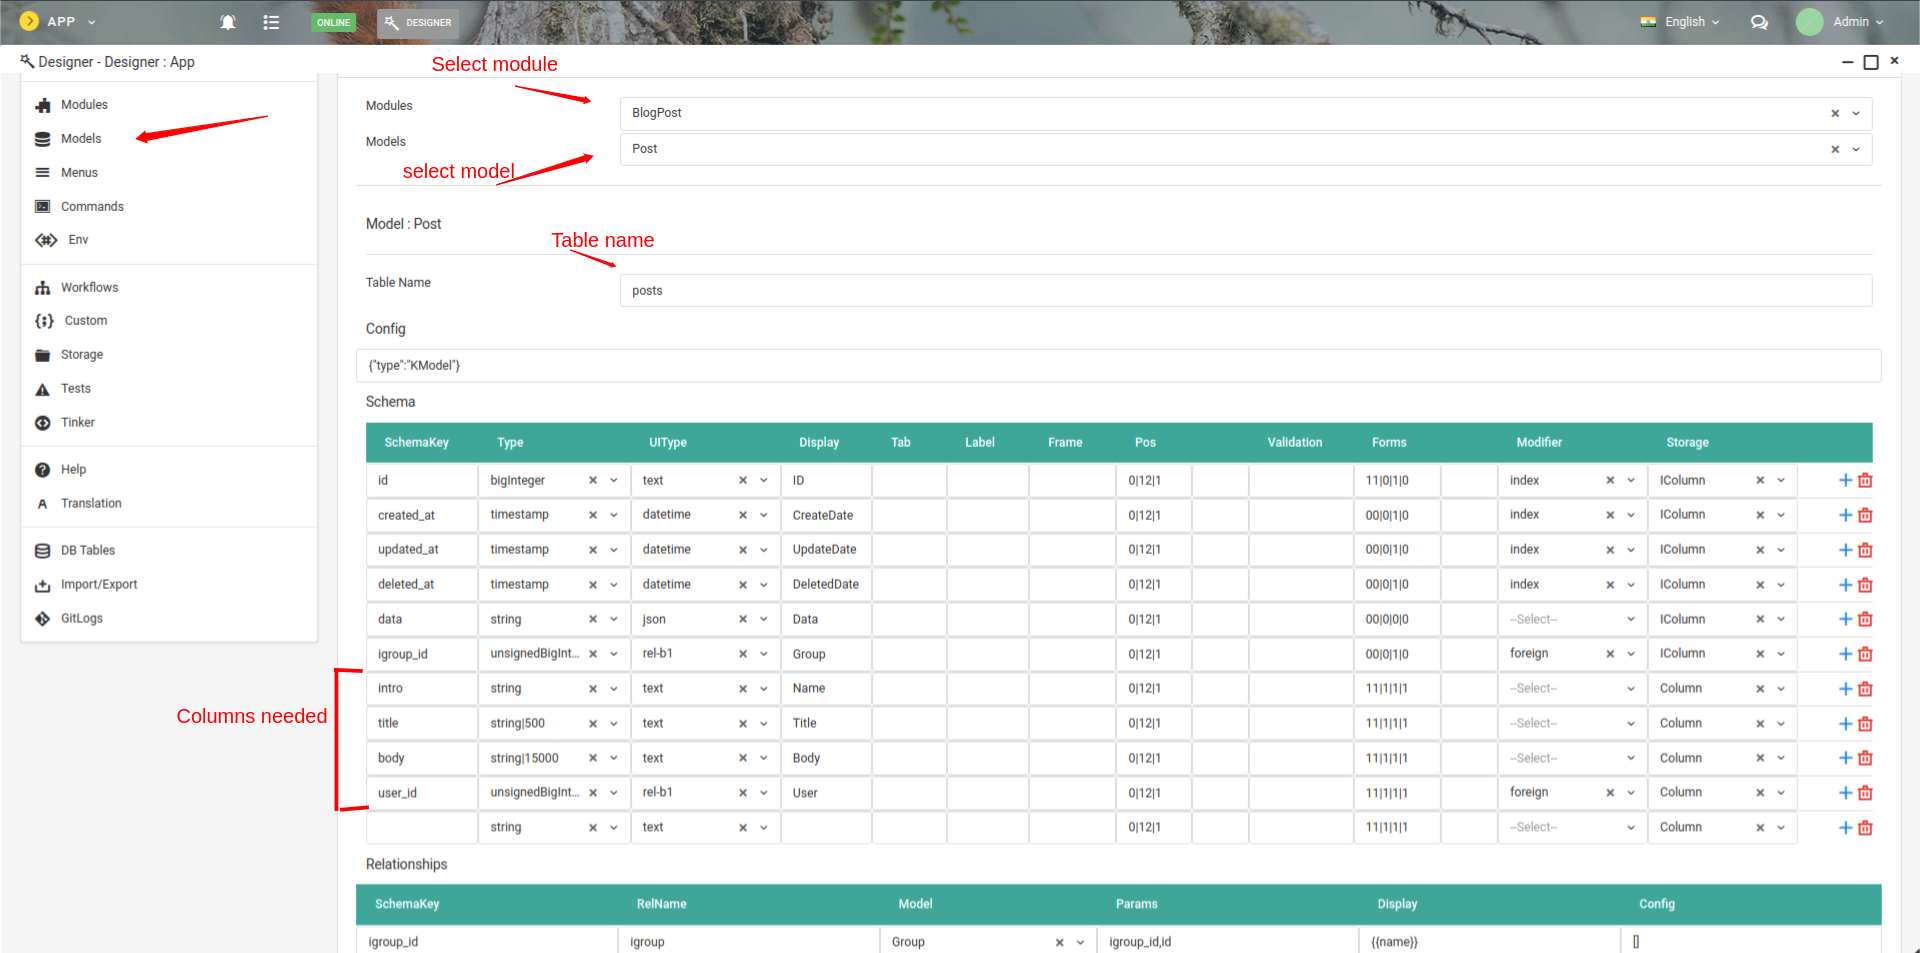 APP
ONLINE
DESIGNER
English
Admin
Designer - Designer : App
Select module
Modules
Models
Menus
Commands
Env
Workflows
Custom
Storage
Tests
Tinker
Help
Translation
DB Tables
Import/Export
GitLogs
Modules BlogPost
Models Post
select model
Model : Post
Table name
Table Name posts
Config
{"type":"KModel"}
Schema
SchemaKey Type UIType Display Tab Label Frame Pos Validation Forms Modifier Storage
id bigInteger text ID 0|12|1 11|0|1|0 index IColumn
created_at timestamp datetime CreateDate 0|12|1 00|0|1|0 index IColumn
updated_at timestamp datetime UpdateDate 0|12|1 00|0|1|0 index IColumn
deleted_at timestamp datetime DeletedDate 0|12|1 00|0|1|0 index IColumn
data string json Data 0|12|1 00|0|0|0 --Select-- IColumn
igroup_id unsignedBigInt... rel-b1 Group 0|12|1 00|0|1|0 foreign IColumn
intro string text Name 0|12|1 11|1|1|1 --Select-- Column
Columns needed
title string|500 text Title 0|12|1 11|1|1|1 --Select-- Column
body string|15000 text Body 0|12|1 11|1|1|1 --Select-- Column
user_id unsignedBigInt... rel-b1 User 0|12|1 11|1|1|1 foreign Column
string text 0|12|1 11|1|1|1 --Select-- Column
Relationships
SchemaKey RelName Model Params Display Config
igroup_id igroup Group igroup_id,id {{name}} []